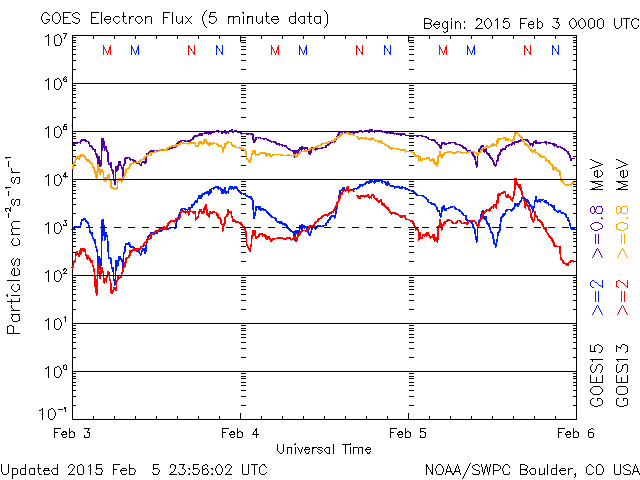 GOES Electron Flux (5 minute data)
Begin: 2015 Feb 3 0000 UTC
10⁷
M M N N M M N N M M N N
10⁶
10⁵
10⁴
10³
10²
10¹
10⁰
10⁻¹
Particles cm⁻²s⁻¹sr⁻¹
GOES15 >=2 >=0.8 MeV
GOES13 >=2 >=0.8 MeV
Feb 3 Feb 4 Feb 5 Feb 6
Universal Time
Updated 2015 Feb 5 23:56:02 UTC
NOAA/SWPC Boulder, CO USA